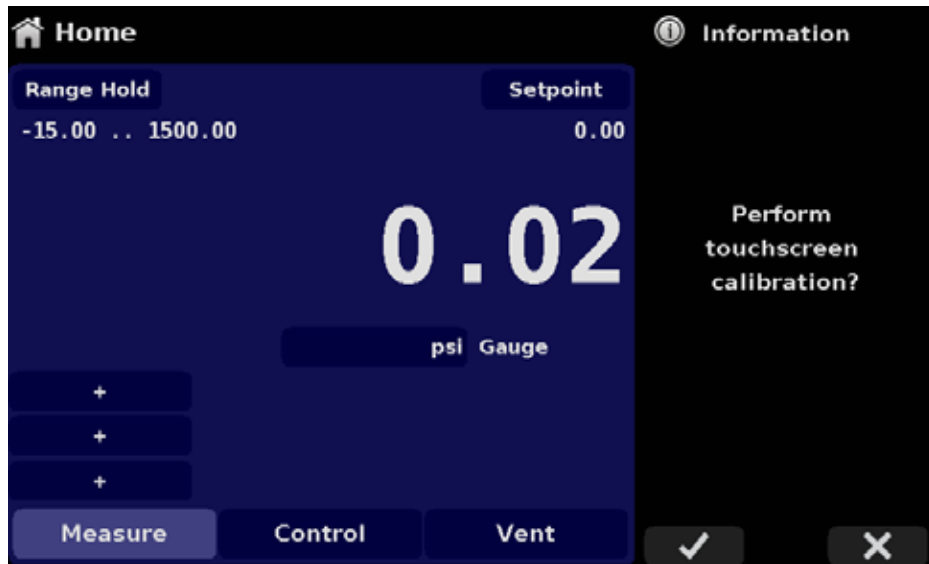 Home
Information
Range Hold
Setpoint
-15.00 .. 1500.00
0.00
0.02
Perform
touchscreen
calibration?
psi Gauge
+
+
+
Measure
Control
Vent